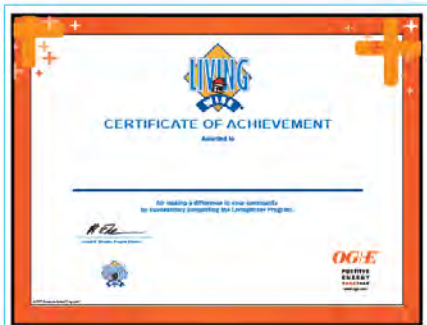 LIVING
WISE
CERTIFICATE OF ACHIEVEMENT
Awarded to
for making a difference in your community
by successfully completing the LivingWise Program.
OG&E
POSITIVE
ENERGY
TOGETHER